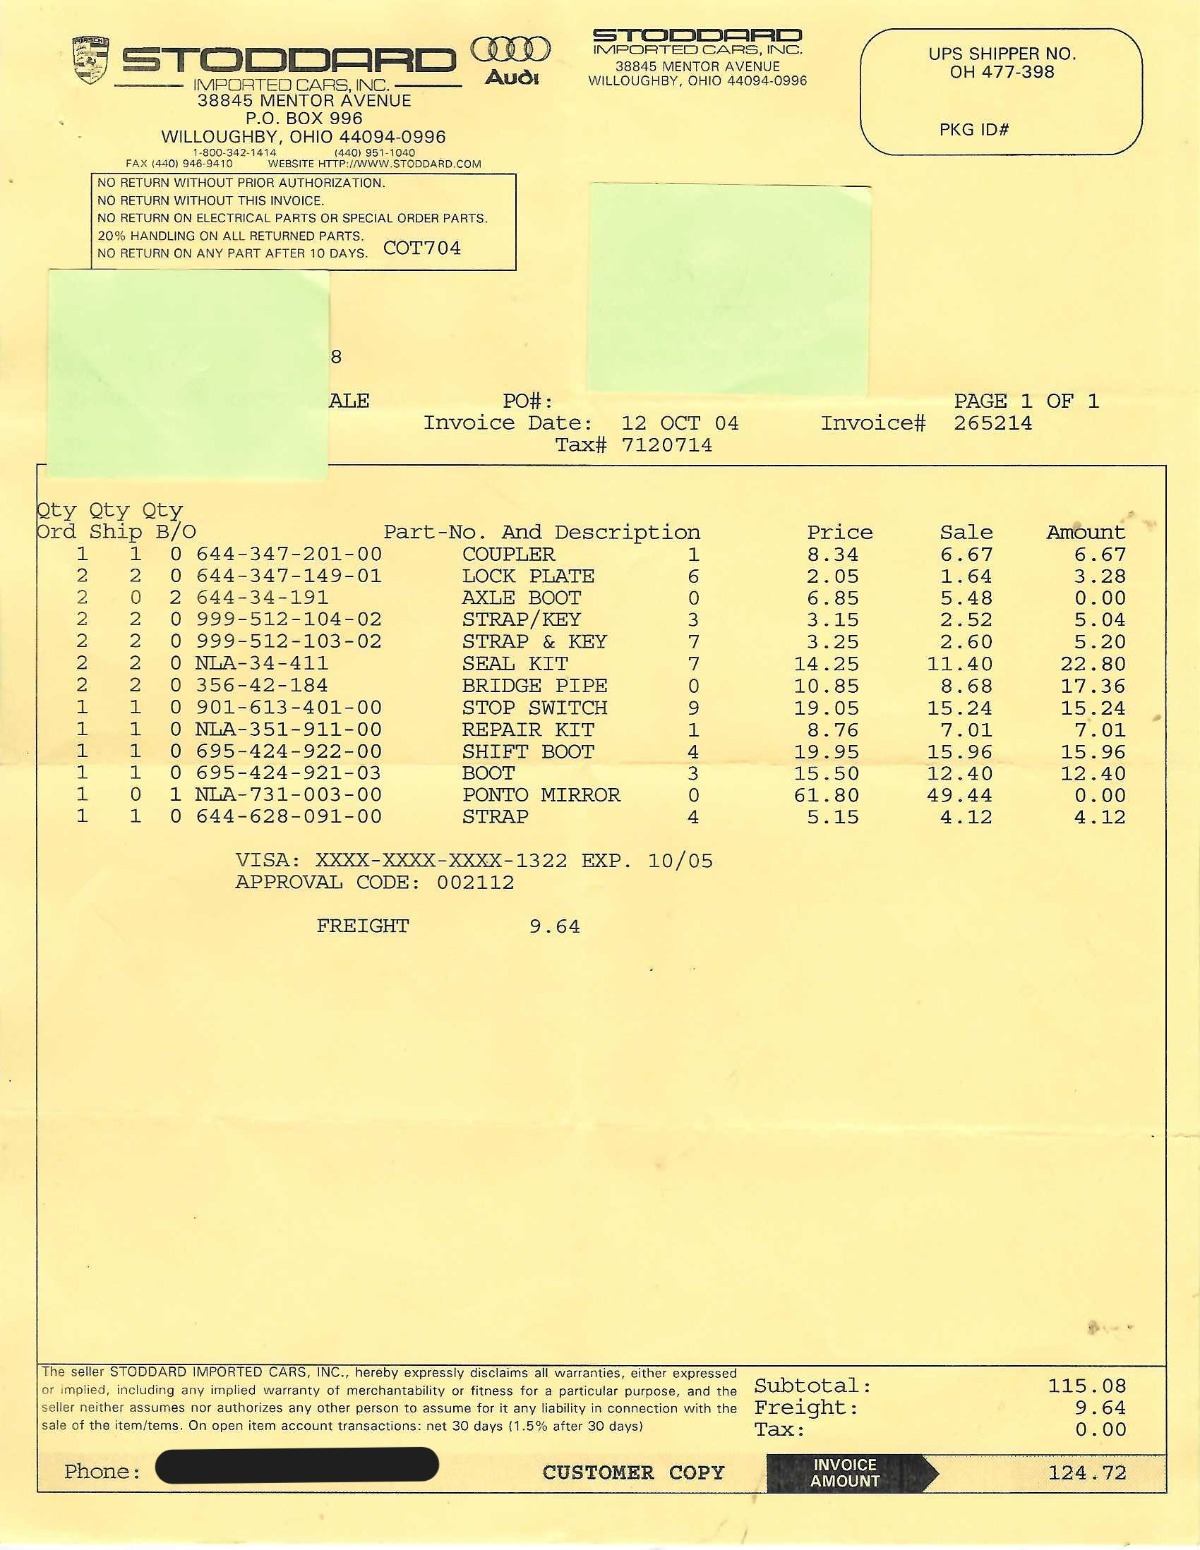 STODDARD
IMPORTED CARS, INC.
38845 MENTOR AVENUE
P.O. BOX 996
WILLOUGHBY, OHIO 44094-0996
1-800-342-1414 (440) 951-1040
FAX (440) 946-9410 WEBSITE HTTP://WWW.STODDARD.COM
Audi
STODDARD
IMPORTED CARS, INC.
38845 MENTOR AVENUE
WILLOUGHBY, OHIO 44094-0996
UPS SHIPPER NO.
OH 477-398
PKG ID#
NO RETURN WITHOUT PRIOR AUTHORIZATION.
NO RETURN WITHOUT THIS INVOICE.
NO RETURN ON ELECTRICAL PARTS OR SPECIAL ORDER PARTS.
20% HANDLING ON ALL RETURNED PARTS.
NO RETURN ON ANY PART AFTER 10 DAYS. COT704
8
ALE PO#: PAGE 1 OF 1
Invoice Date: 12 OCT 04 Invoice# 265214
Tax# 7120714
Qty Qty Qty
Ord Ship B/O Part-No. And Description Price Sale Amount
1 1 0 644-347-201-00 COUPLER 1 8.34 6.67 6.67
2 2 0 644-347-149-01 LOCK PLATE 6 2.05 1.64 3.28
2 0 2 644-34-191 AXLE BOOT 0 6.85 5.48 0.00
2 2 0 999-512-104-02 STRAP/KEY 3 3.15 2.52 5.04
2 2 0 999-512-103-02 STRAP & KEY 7 3.25 2.60 5.20
2 2 0 NLA-34-411 SEAL KIT 7 14.25 11.40 22.80
2 2 0 356-42-184 BRIDGE PIPE 0 10.85 8.68 17.36
1 1 0 901-613-401-00 STOP SWITCH 9 19.05 15.24 15.24
1 1 0 NLA-351-911-00 REPAIR KIT 1 8.76 7.01 7.01
1 1 0 695-424-922-00 SHIFT BOOT 4 19.95 15.96 15.96
1 1 0 695-424-921-03 BOOT 3 15.50 12.40 12.40
1 0 1 NLA-731-003-00 PONTO MIRROR 0 61.80 49.44 0.00
1 1 0 644-628-091-00 STRAP 4 5.15 4.12 4.12
VISA: XXXX-XXXX-XXXX-1322 EXP. 10/05
APPROVAL CODE: 002112
FREIGHT 9.64
The seller STODDARD IMPORTED CARS, INC., hereby expressly disclaims all warranties, either expressed
or implied, including any implied warranty of merchantability or fitness for a particular purpose, and the
seller neither assumes nor authorizes any other person to assume for it any liability in connection with the
sale of the item/items. On open item account transactions: net 30 days (1.5% after 30 days)
Subtotal: 115.08
Freight: 9.64
Tax: 0.00
Phone: CUSTOMER COPY INVOICE AMOUNT 124.72